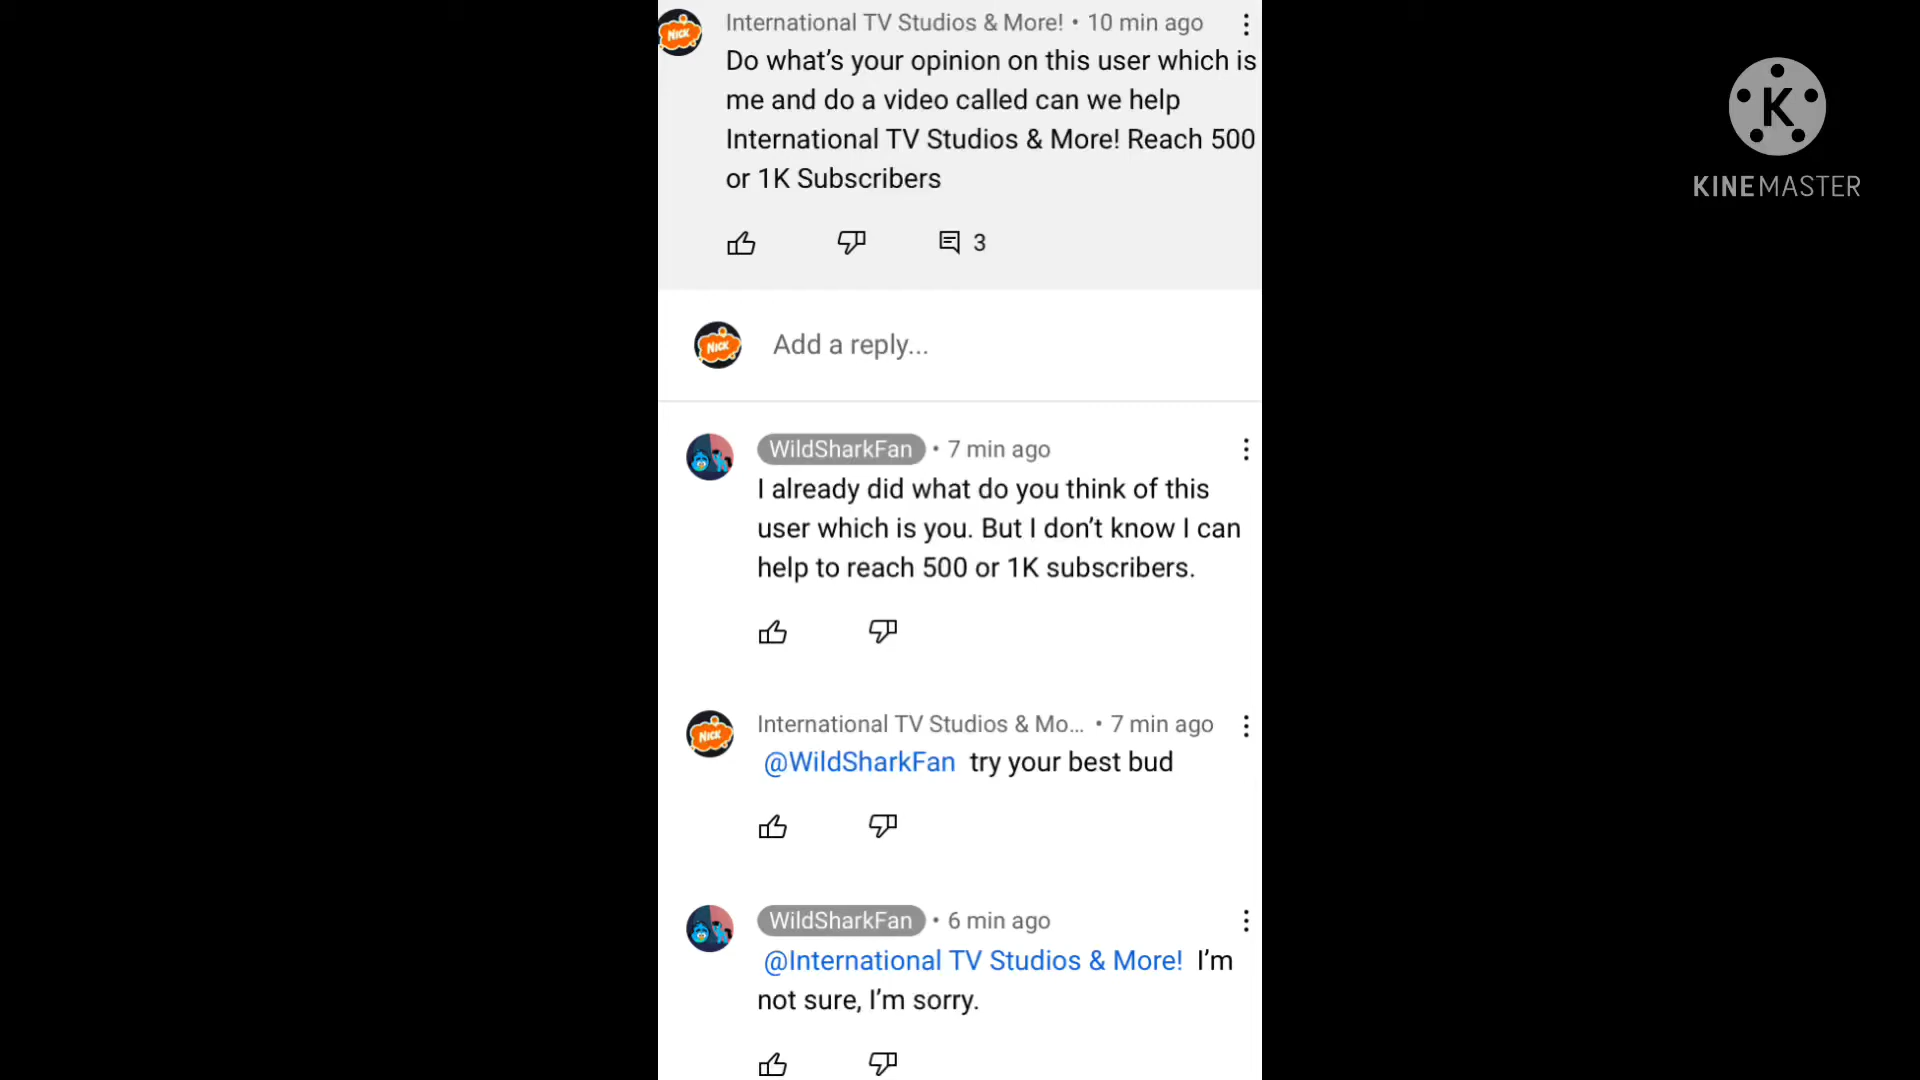 International TV Studios & More! • 10 min ago
Do what's your opinion on this user which is
me and do a video called can we help
International TV Studios & More! Reach 500
or 1K Subscribers
3
NICK
Add a reply...
WildSharkFan • 7 min ago
I already did what do you think of this
user which is you. But I don't know I can
help to reach 500 or 1K subscribers.
NICK
International TV Studios & Mo... • 7 min ago
@WildSharkFan try your best bud
WildSharkFan • 6 min ago
@International TV Studios & More! I'm
not sure, I'm sorry.
NICK
K
KINEMASTER